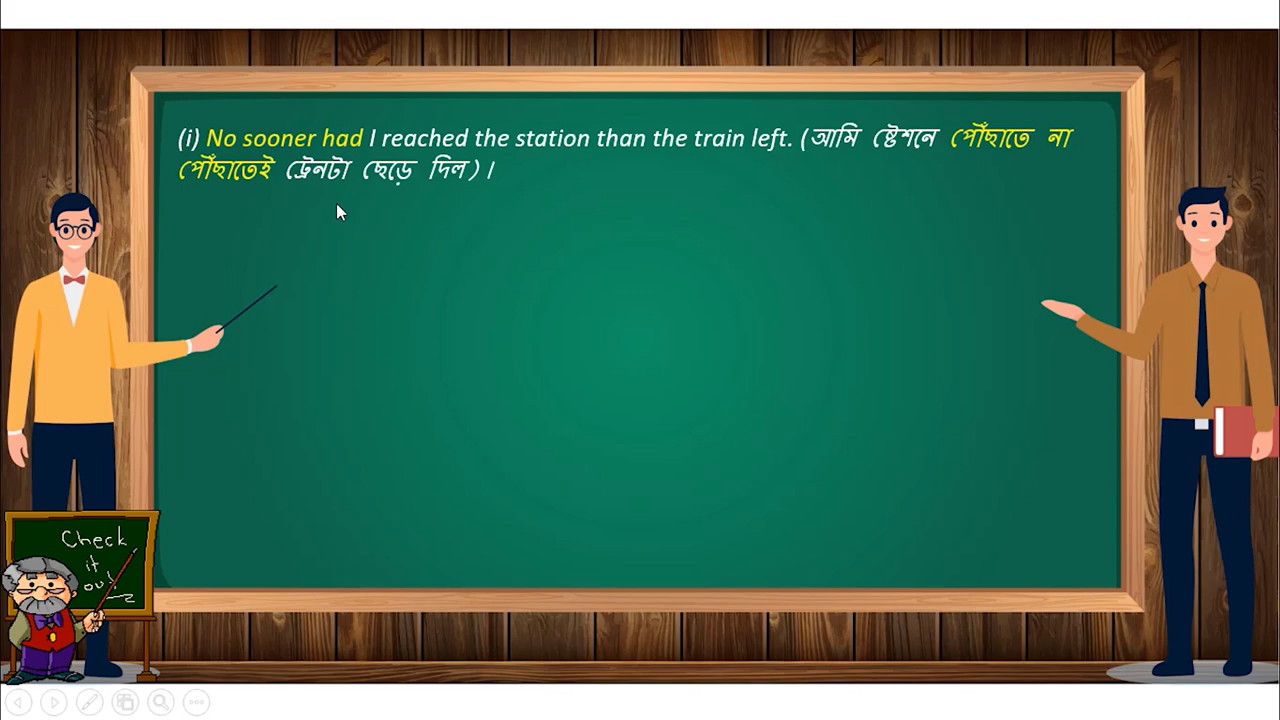 (i) No sooner had I reached the station than the train left. (আমি ষ্টেশনে পৌঁছাতে না
পৌঁছাতেই ট্রেনটা ছেড়ে দিল)।
Check
it
out